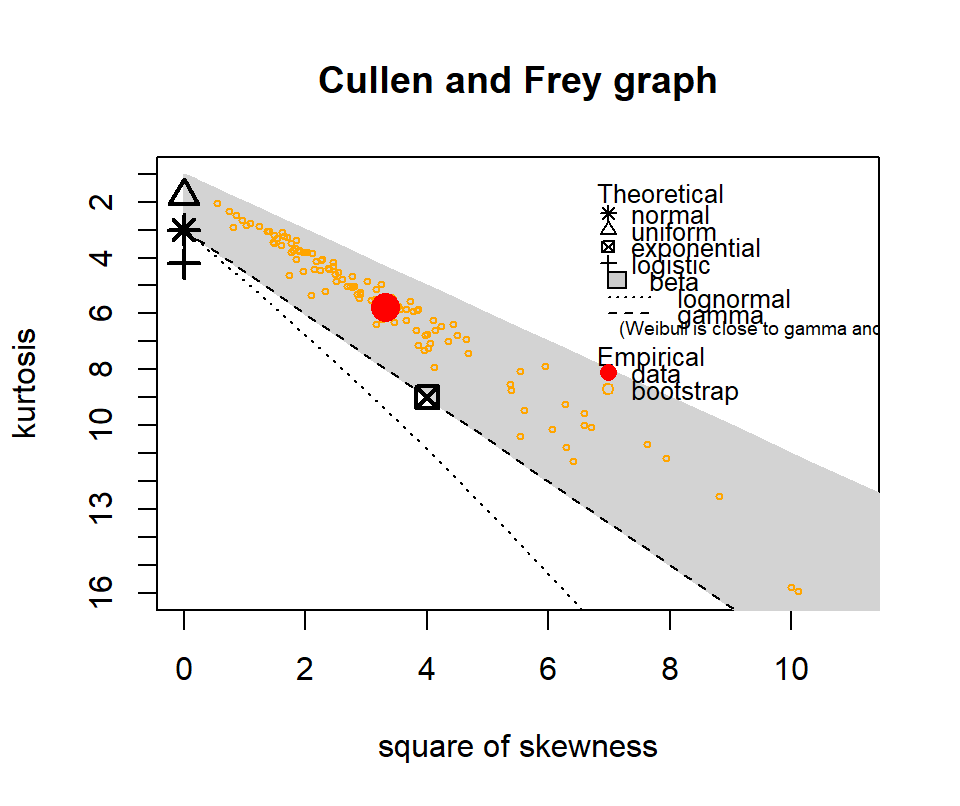 Cullen and Frey graph
kurtosis
2
4
6
8
10
13
16
Theoretical
normal
uniform
exponential
logistic
beta
lognormal
gamma
(Weibull is close to gamma and
Empirical
data
bootstrap
0
2
4
6
8
10
square of skewness